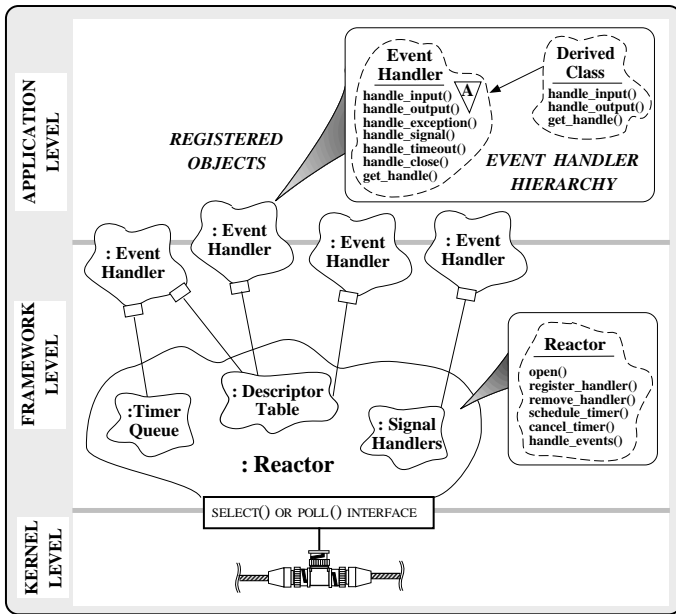 APPLICATION
LEVEL
REGISTERED
OBJECTS
Event
Handler
A
handle_input()
handle_output()
handle_exception()
handle_signal()
handle_timeout()
handle_close()
get_handle()
Derived
Class
handle_input()
handle_output()
get_handle()
EVENT HANDLER
HIERARCHY
: Event
Handler
: Event
Handler
: Event
Handler
: Event
Handler
FRAMEWORK
LEVEL
:Timer
Queue
: Descriptor
Table
: Signal
Handlers
: Reactor
Reactor
open()
register_handler()
remove_handler()
schedule_timer()
cancel_timer()
handle_events()
KERNEL
LEVEL
SELECT() OR POLL() INTERFACE